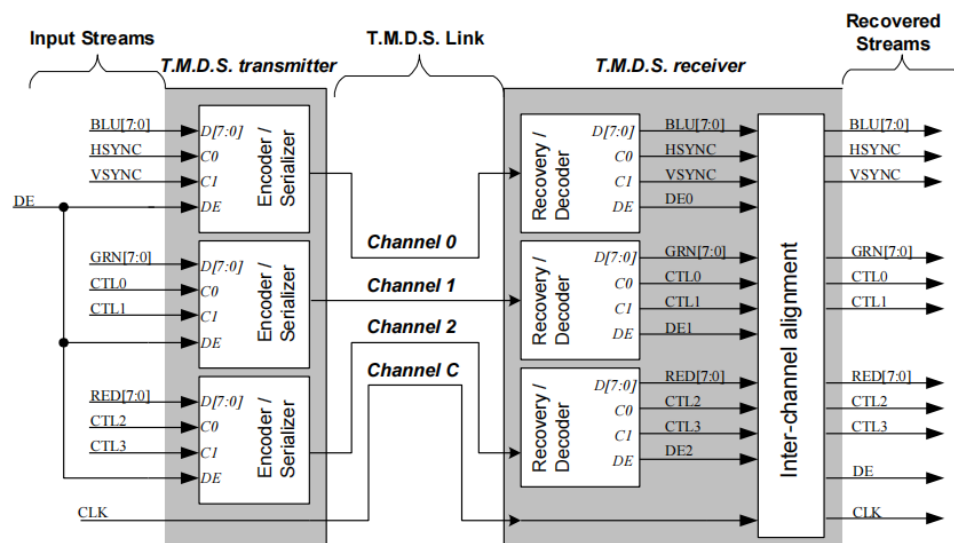 Input Streams
T.M.D.S. Link
Recovered
Streams
T.M.D.S. transmitter
T.M.D.S. receiver
BLU[7:0]
HSYNC
VSYNC
DE
D[7:0]
C0
C1
DE
Encoder /
Serializer
GRN[7:0]
CTL0
CTL1
D[7:0]
C0
C1
DE
Encoder /
Serializer
RED[7:0]
CTL2
CTL3
D[7:0]
C0
C1
DE
Encoder /
Serializer
CLK
Channel 0
Channel 1
Channel 2
Channel C
Recovery /
Decoder
D[7:0]
C0
C1
DE
BLU[7:0]
HSYNC
VSYNC
DE0
Recovery /
Decoder
D[7:0]
C0
C1
DE
GRN[7:0]
CTL0
CTL1
DE1
Recovery /
Decoder
D[7:0]
C0
C1
DE
RED[7:0]
CTL2
CTL3
DE2
Inter-channel alignment
BLU[7:0]
HSYNC
VSYNC
GRN[7:0]
CTL0
CTL1
RED[7:0]
CTL2
CTL3
DE
CLK